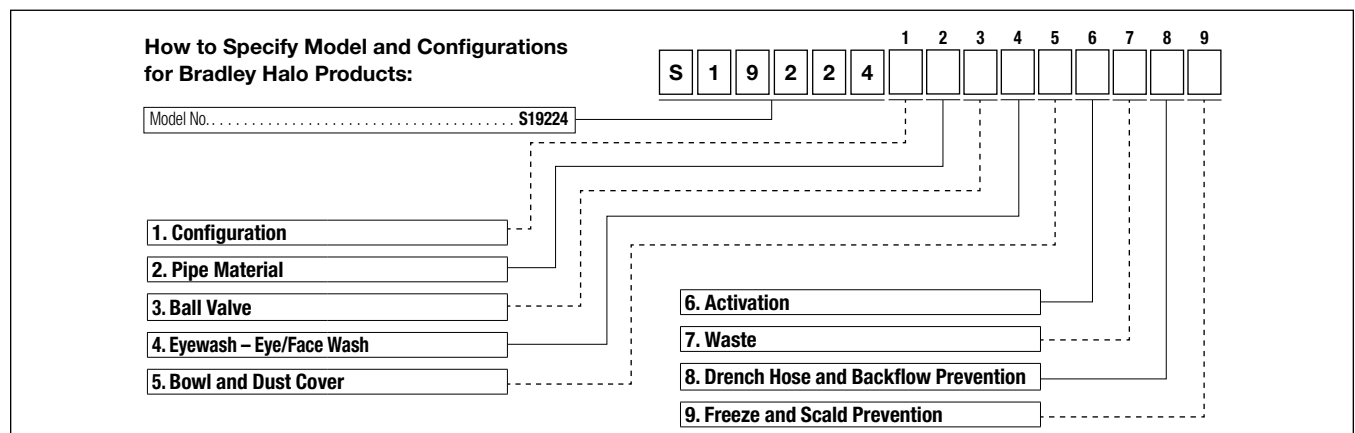 How to Specify Model and Configurations
for Bradley Halo Products:
1 2 3 4 5 6 7 8 9
S 1 9 2 2 4
Model No. . . . . . . . . . . . . . . . . . . . . . . . . . . . . . . . . . . . . . S19224
1. Configuration
2. Pipe Material
3. Ball Valve
4. Eyewash – Eye/Face Wash
5. Bowl and Dust Cover
6. Activation
7. Waste
8. Drench Hose and Backflow Prevention
9. Freeze and Scald Prevention